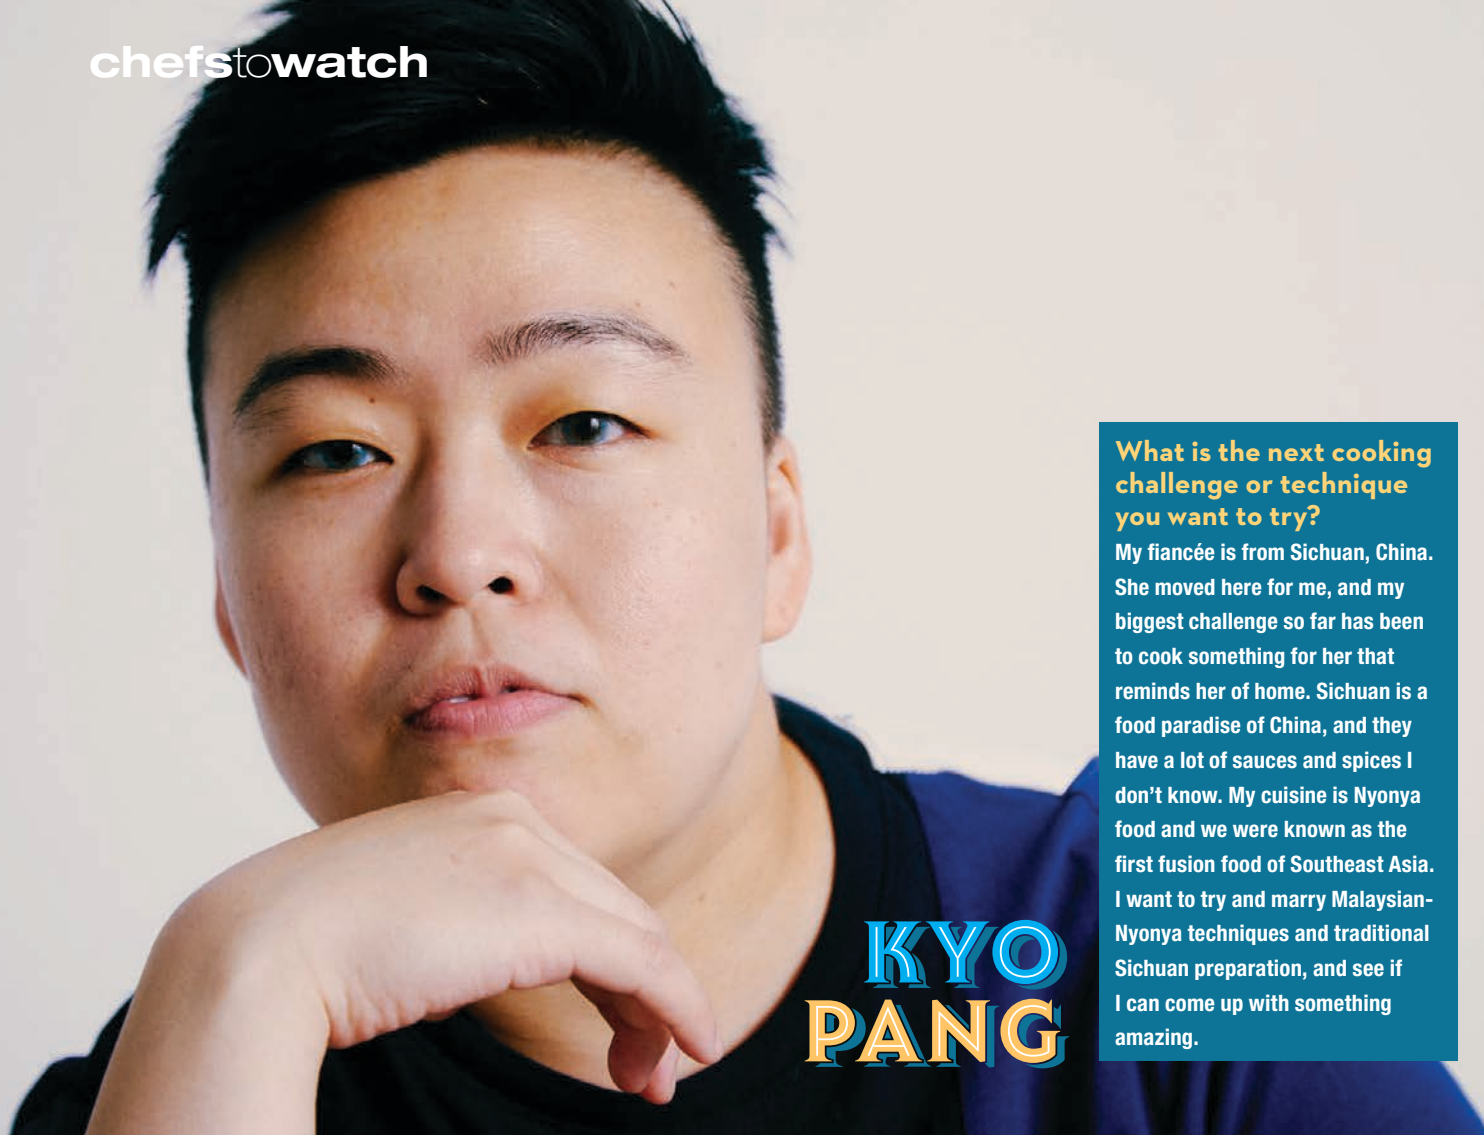 chefstowatch
What is the next cooking
challenge or technique
you want to try?
My fiancée is from Sichuan, China.
She moved here for me, and my
biggest challenge so far has been
to cook something for her that
reminds her of home. Sichuan is a
food paradise of China, and they
have a lot of sauces and spices I
don’t know. My cuisine is Nyonya
food and we were known as the
first fusion food of Southeast Asia.
I want to try and marry Malaysian-
Nyonya techniques and traditional
Sichuan preparation, and see if
I can come up with something
amazing.
KYO
PANG